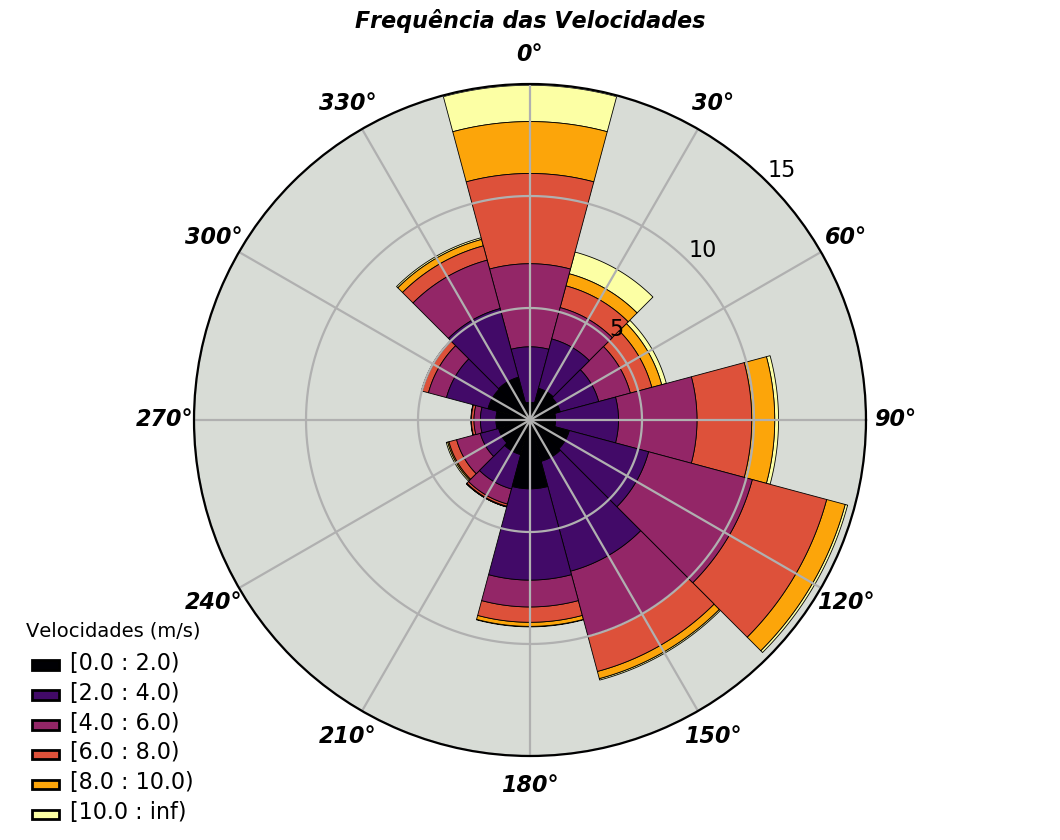 Frequência das Velocidades
0°
330°
30°
15
300°
60°
10
5
270°
90°
240°
120°
210°
150°
180°
Velocidades (m/s)
[0.0 : 2.0)
[2.0 : 4.0)
[4.0 : 6.0)
[6.0 : 8.0)
[8.0 : 10.0)
[10.0 : inf)